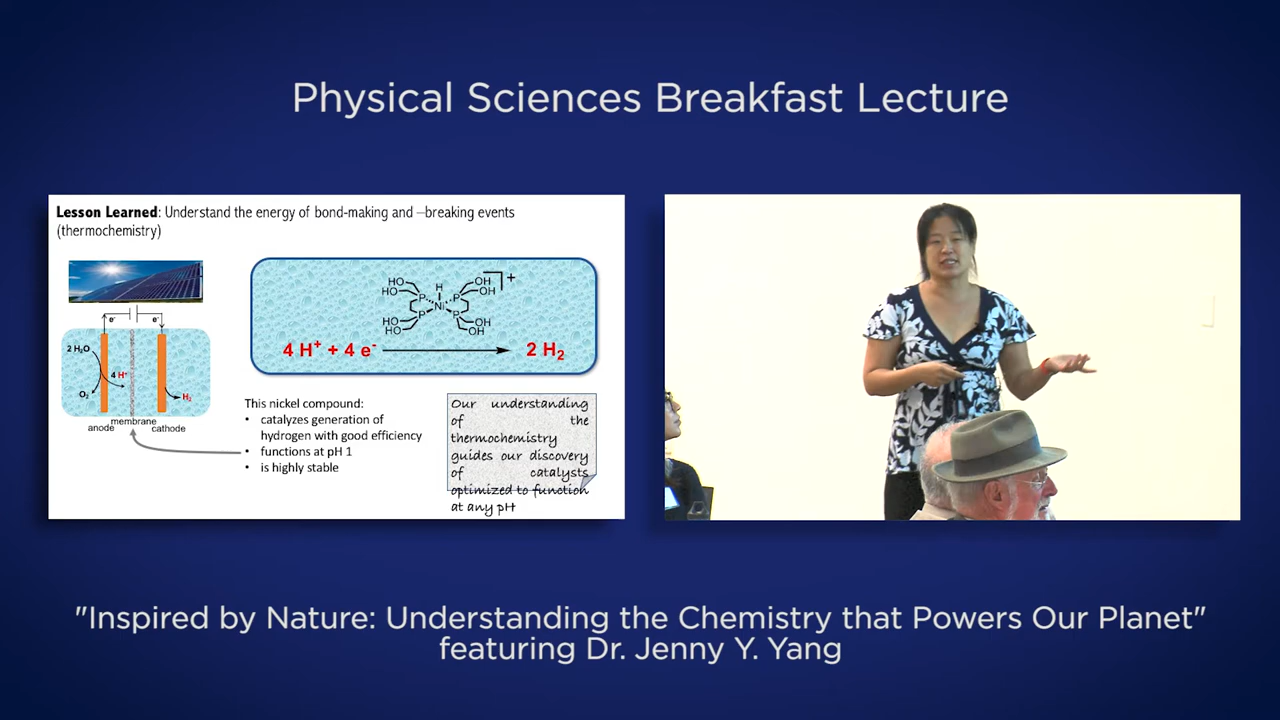 Physical Sciences Breakfast Lecture
Lesson Learned: Understand the energy of bond-making and –breaking events
(thermochemistry)
e-
e-
2 H2O
4 H+
O2
H2
membrane
anode
cathode
HO
HO
H
OH
OH
+
P
P
Ni
P
P
HO
HO
OH
OH
4 H+ + 4 e-
2 H2
This nickel compound:
• catalyzes generation of
hydrogen with good efficiency
• functions at pH 1
• is highly stable
Our understanding
of the
thermochemistry
guides our discovery
of catalysts
optimized to function
at any pH
"Inspired by Nature: Understanding the Chemistry that Powers Our Planet"
featuring Dr. Jenny Y. Yang